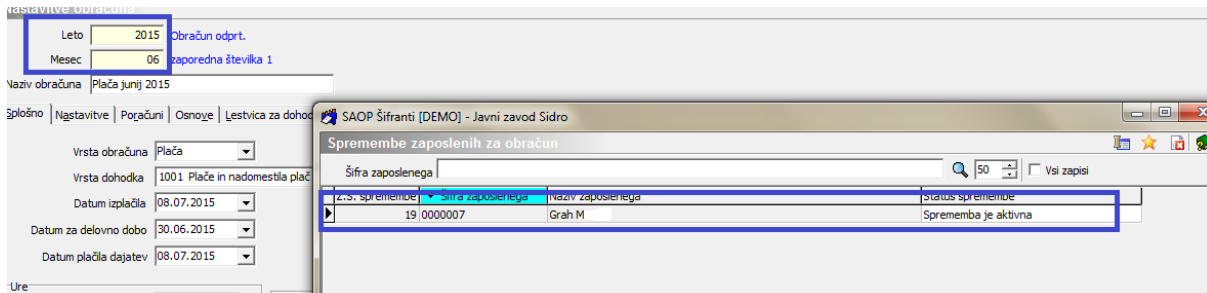 Nastavitve obračuna
Leto 2015 Obračun odprt.
Mesec 06 zaporedna številka 1
Naziv obračuna Plača junij 2015
Splošno Nastavitve Poračuni Osnove Lestvica za dohod
Vrsta obračuna Plača
Vrsta dohodka 1001 Plače in nadomestila plač
Datum izplačila 08.07.2015
Datum za delovno dobo 30.06.2015
Datum plačila dajatev 08.07.2015
Ure
SAOP Šifranti [DEMO] - Javni zavod Sidro
Spremembe zaposlenih za obračun
Šifra zaposlenega 50 Vsi zapisi
Z.S. spremembe Šifra zaposlenega Naziv zaposlenega Status spremembe
19 0000007 Grah M Sprememba je aktivna